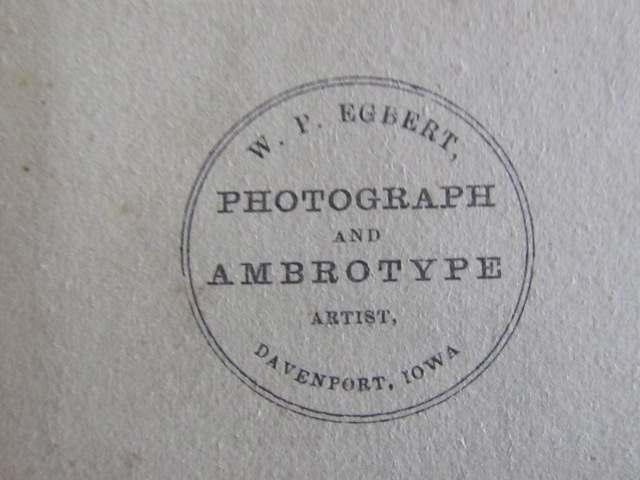 W. P. EGBERT,
PHOTOGRAPH
AND
AMBROTYPE
ARTIST,
DAVENPORT, IOWA